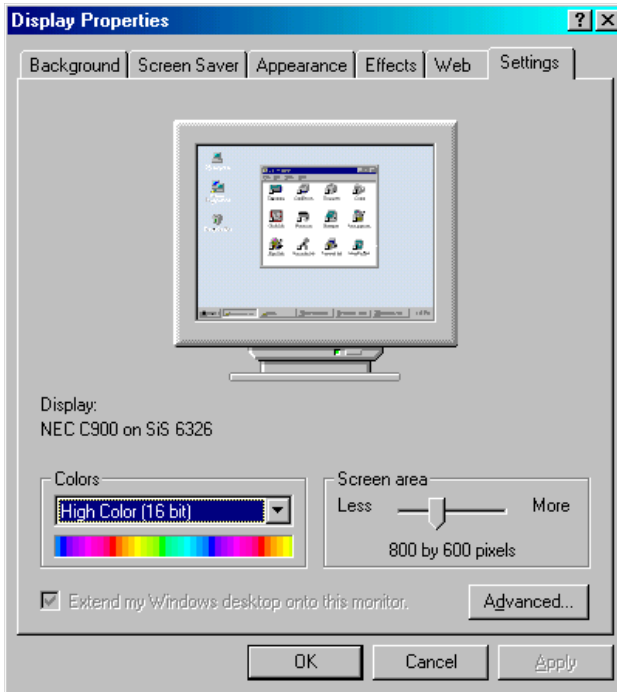 Display Properties
Background Screen Saver Appearance Effects Web Settings
Display:
NEC C900 on SiS 6326
Colors
High Color (16 bit)
Screen area
Less More
800 by 600 pixels
Extend my Windows desktop onto this monitor.
Advanced...
OK Cancel Apply